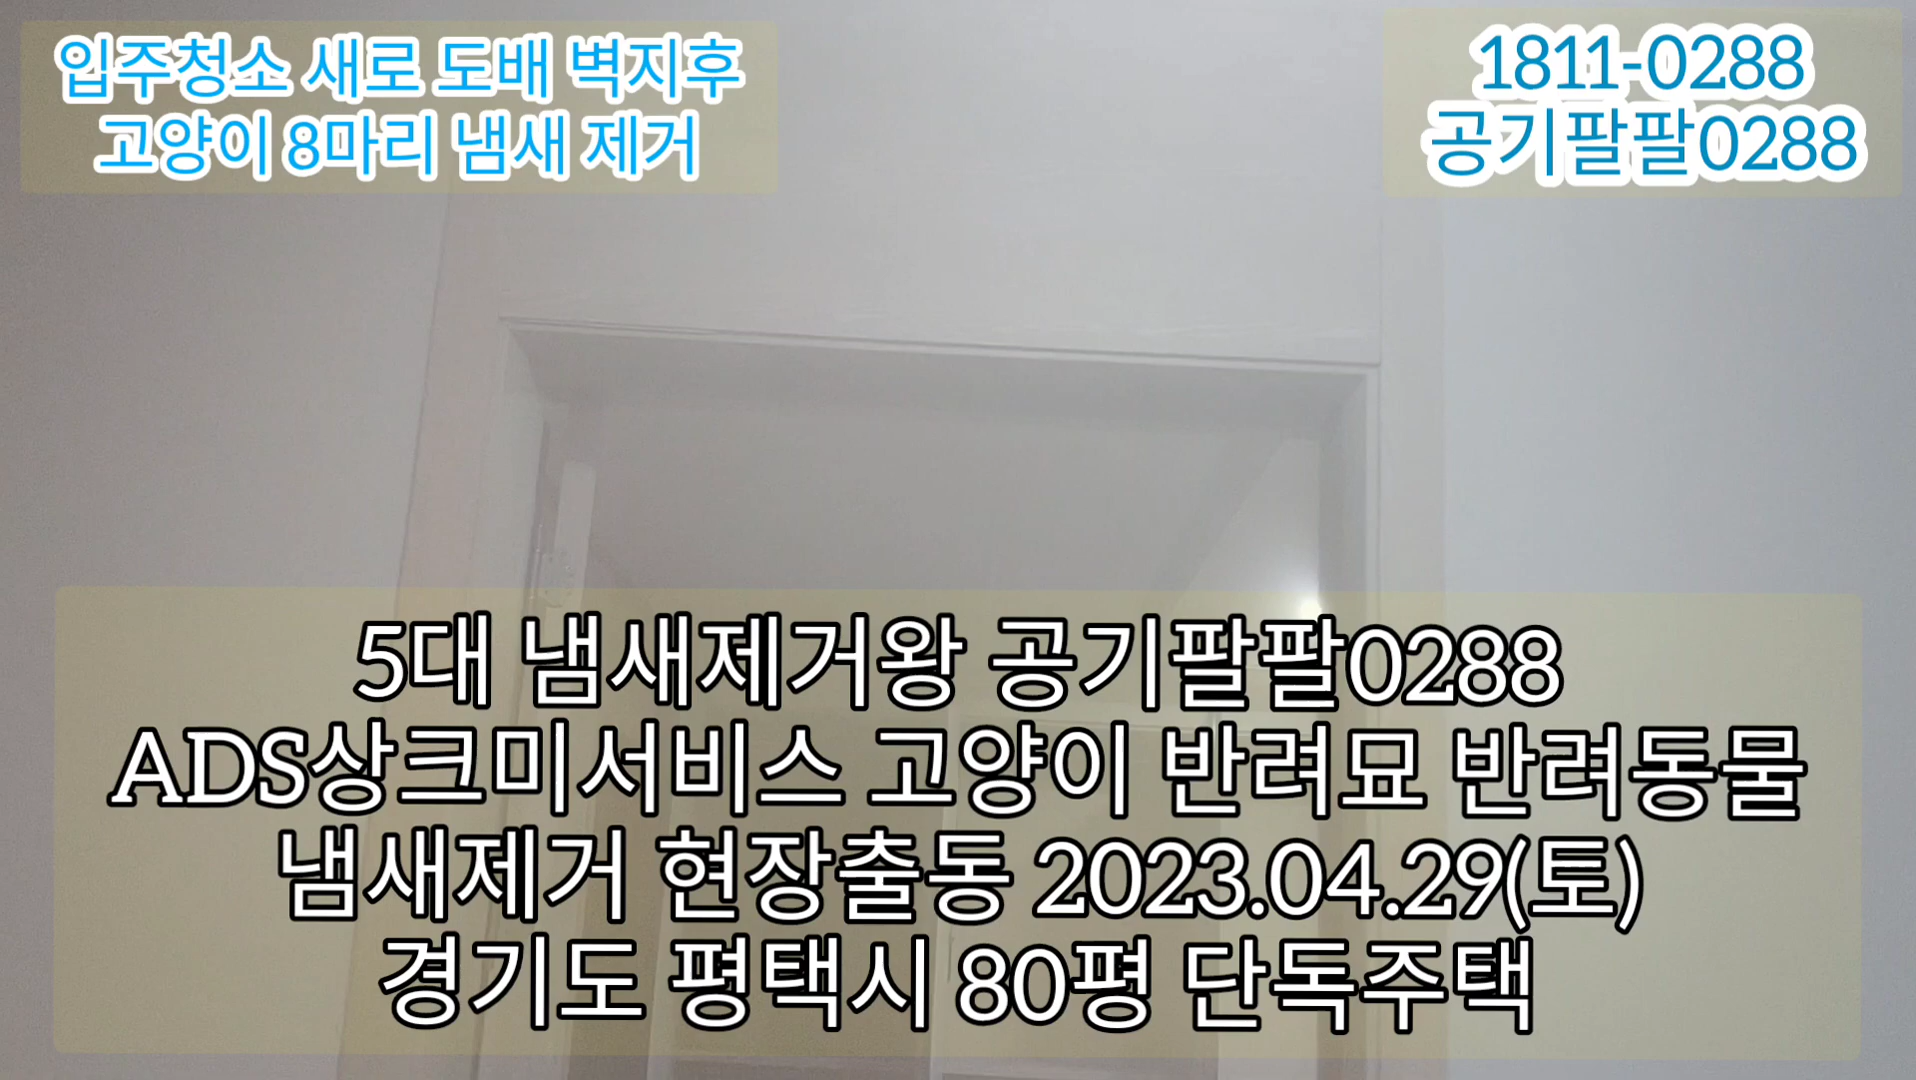 입주청소 새로 도배 벽지후
고양이 8마리 냄새 제거
1811-0288
공기팔팔0288
5대 냄새제거왕 공기팔팔0288
ADS상크미서비스 고양이 반려묘 반려동물
냄새제거 현장출동 2023.04.29(토)
경기도 평택시 80평 단독주택